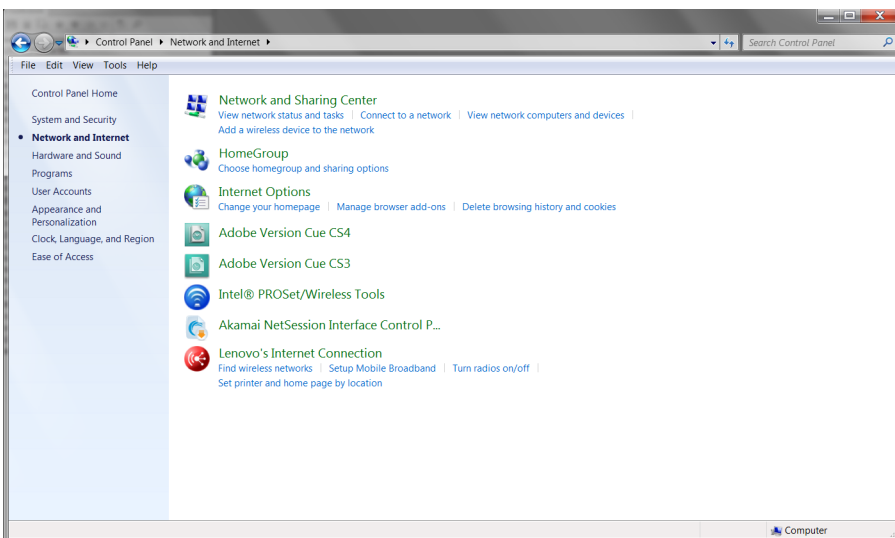 Control Panel Network and Internet
Search Control Panel
File Edit View Tools Help
Control Panel Home
System and Security
Network and Internet
Hardware and Sound
Programs
User Accounts
Appearance and
Personalization
Clock, Language, and Region
Ease of Access
Network and Sharing Center
View network status and tasks Connect to a network View network computers and devices
Add a wireless device to the network
HomeGroup
Choose homegroup and sharing options
Internet Options
Change your homepage Manage browser add-ons Delete browsing history and cookies
Adobe Version Cue CS4
Adobe Version Cue CS3
Intel® PROSet/Wireless Tools
Akamai NetSession Interface Control P...
Lenovo's Internet Connection
Find wireless networks Setup Mobile Broadband Turn radios on/off
Set printer and home page by location
Computer